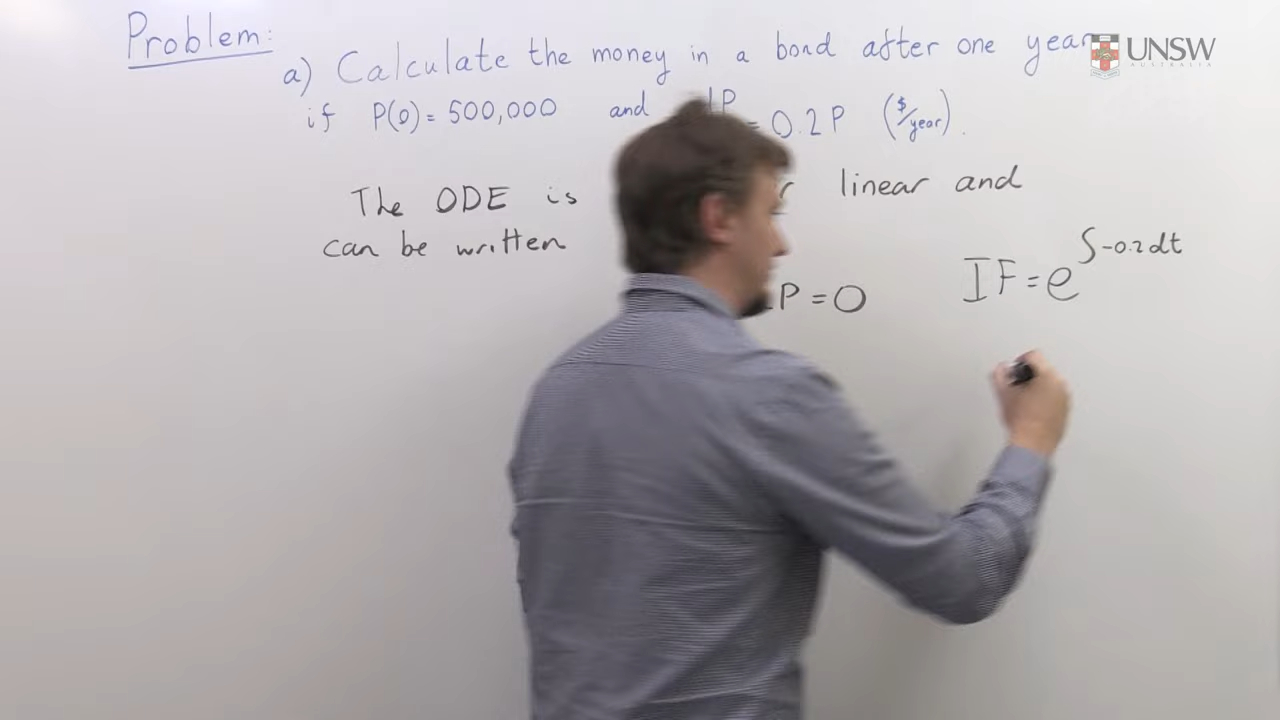 Problem:
a) Calculate the money in a bond after one year
if P(0) = 500,000 and dP = 0.2P ($/year).
The ODE is linear and
can be written
P = 0
IF = e^∫-0.2dt
UNSW
AUSTRALIA